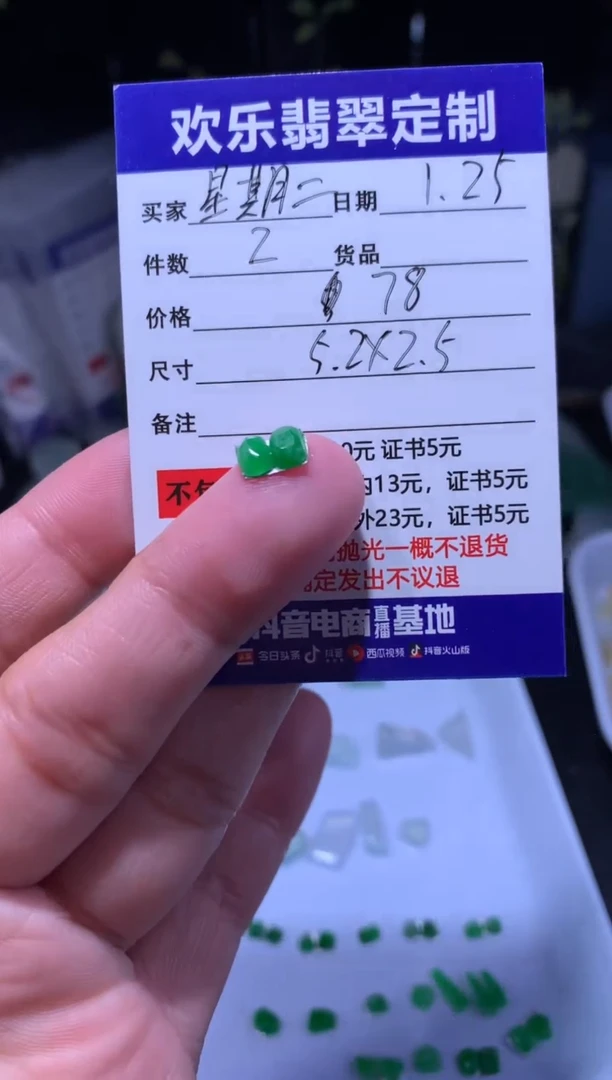 欢乐翡翠定制
买家 星期二 日期 1.25
件数 2 货品
价格 78
尺寸 5.2×2.5
备注
0元 证书5元
不 内13元，证书5元
外23元，证书5元
抛光一概不退货
定发出不议退
抖音电商直播基地
今日头条 抖音 西瓜视频 抖音火山版